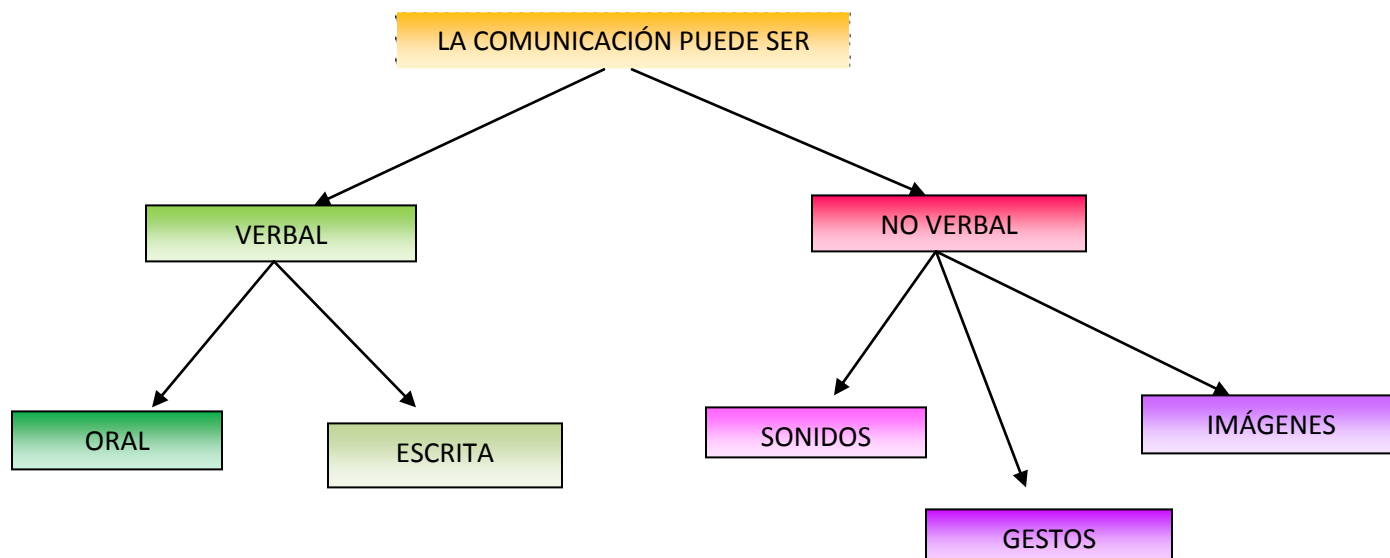 LA COMUNICACIÓN PUEDE SER
VERBAL
NO VERBAL
ORAL
ESCRITA
SONIDOS
IMÁGENES
GESTOS